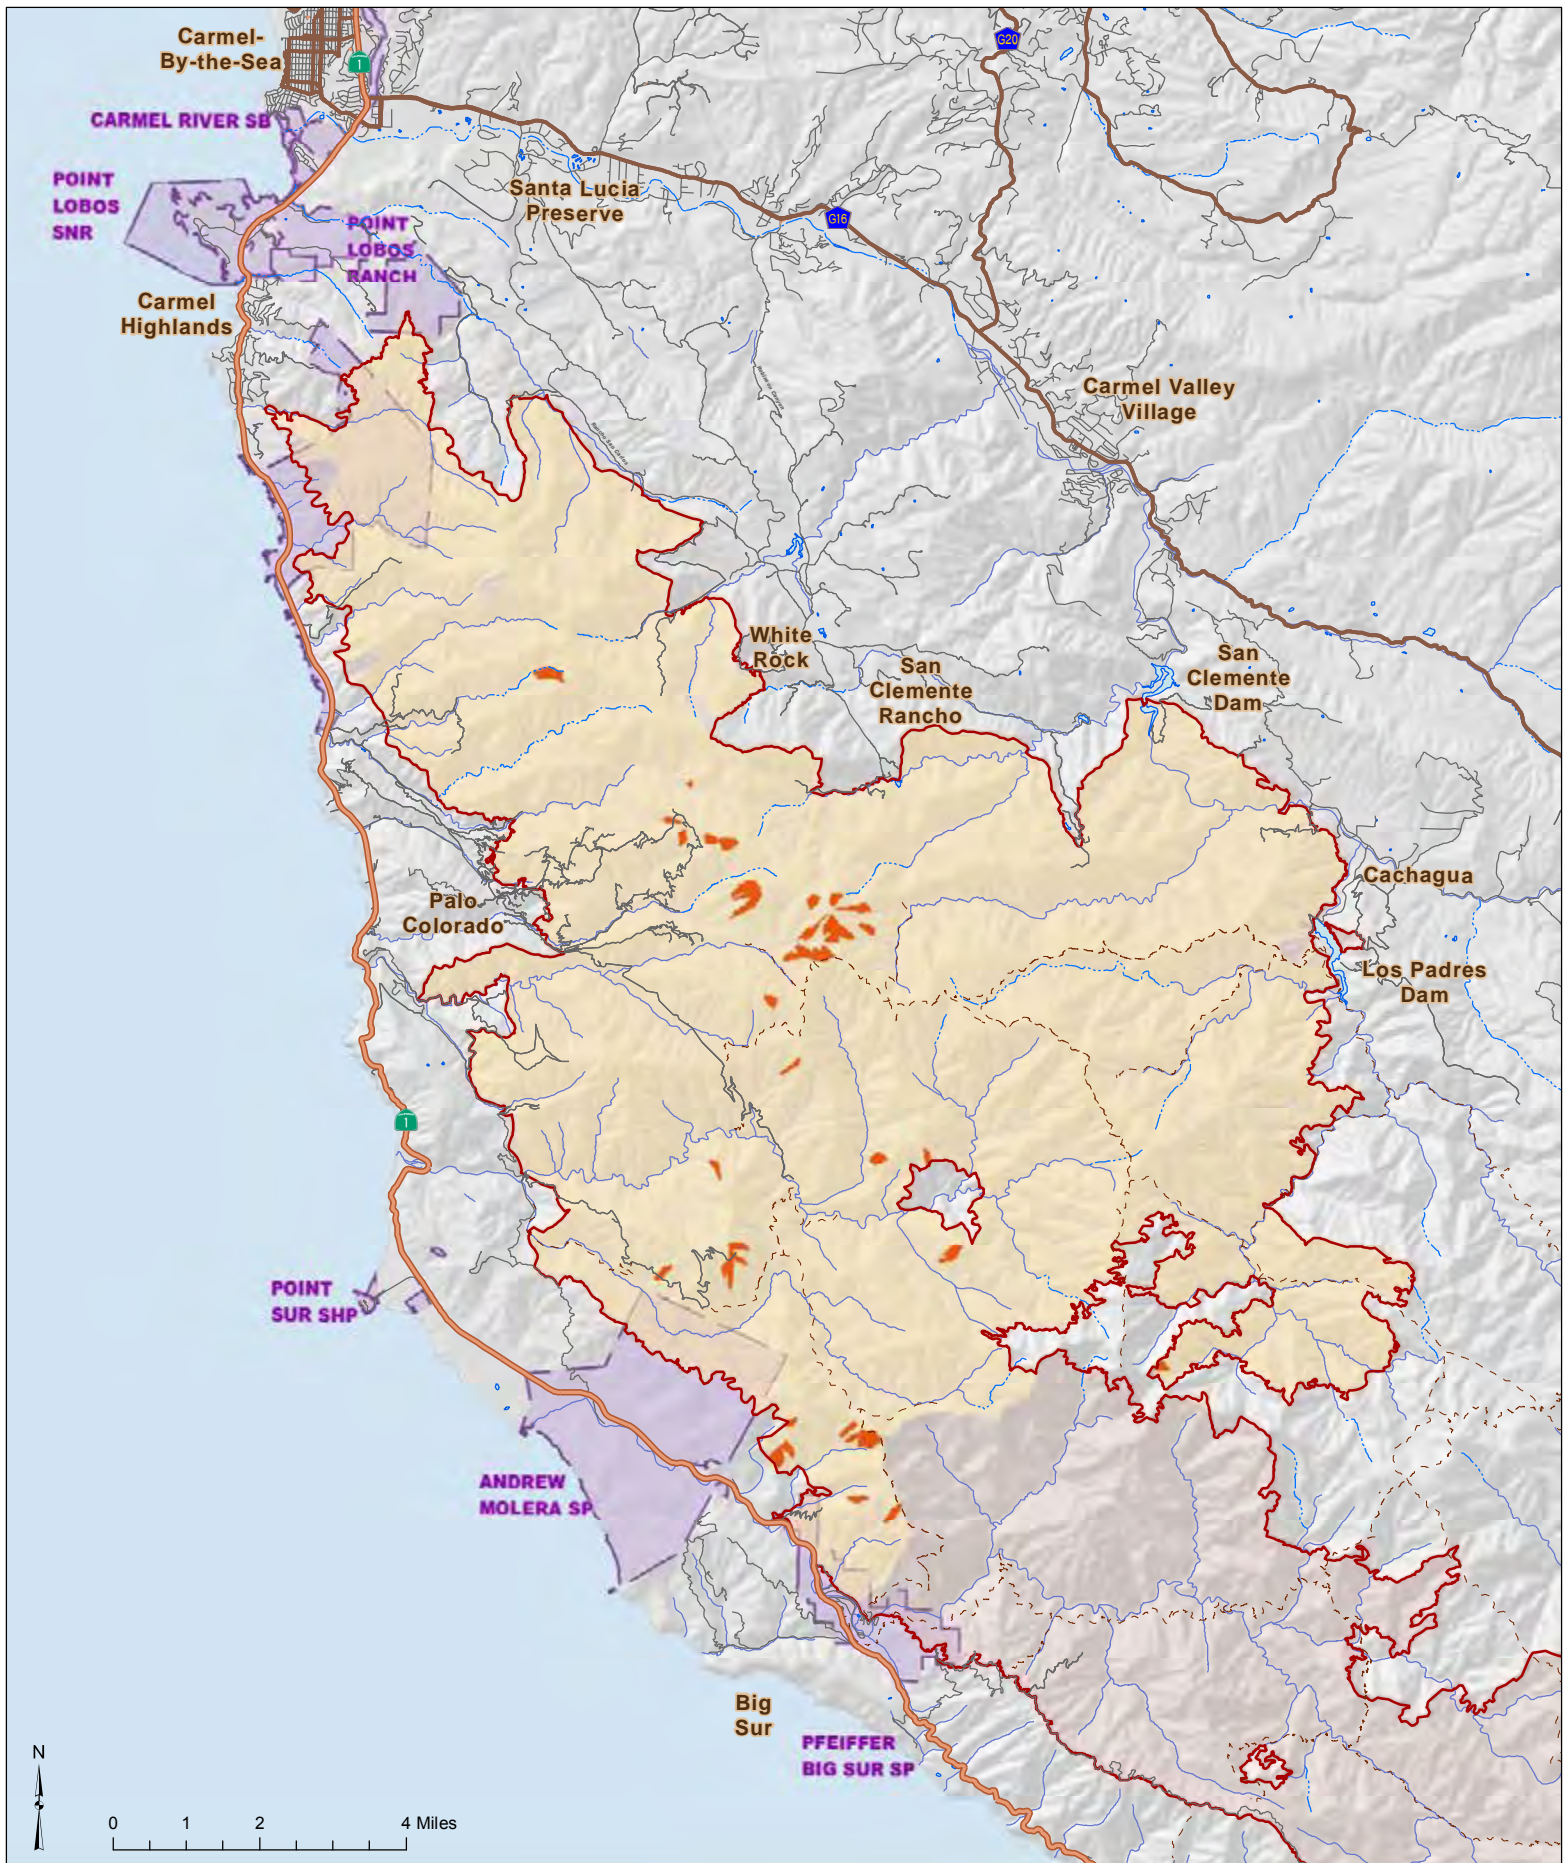 Carmel-
By-the-Sea
1
G20
CARMEL RIVER SB
POINT
LOBOS
SNR
Santa Lucia
Preserve
G16
POINT
LOBOS
RANCH
Carmel
Highlands
Carmel Valley
Village
White
Rock
San
Clemente
Rancho
San
Clemente
Dam
Palo
Colorado
Cachagua
Los Padres
Dam
1
POINT
SUR SHP
ANDREW
MOLERA SP
Big
Sur
PFEIFFER
BIG SUR SP
N
0 1 2 4 Miles